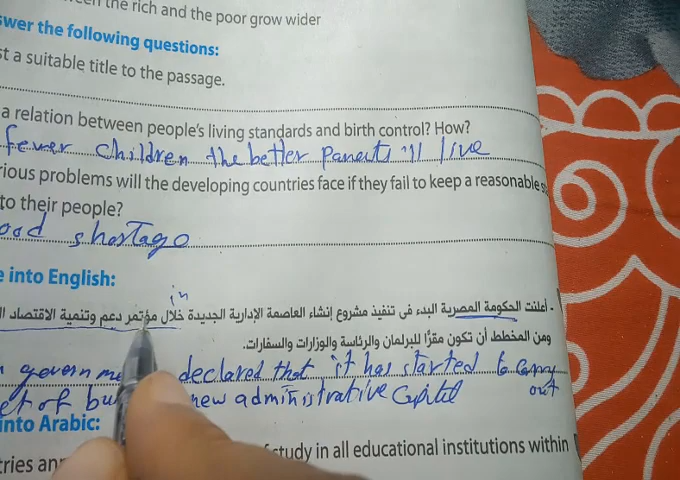 the rich and the poor grow wider
the following questions:
a suitable title to the passage.
a relation between people's living standards and birth control? How?
fewer children the better parents 'll live
problems will the developing countries face if they fail to keep a reasonable
to their people?
shortage
into English:
in
- أعلنت الحكومة المصرية البدء فى تنفيذ مشروع إنشاء العاصمة الإدارية الجديدة خلال مؤتمر دعم وتنمية الاقتصاد
ومن المخطط أن تكون مقرًا للبرلمان والرئاسة والوزارات والسفارات.
declared that it has started to carry
out
of new administrative Capital
into Arabic:
study in all educational institutions within